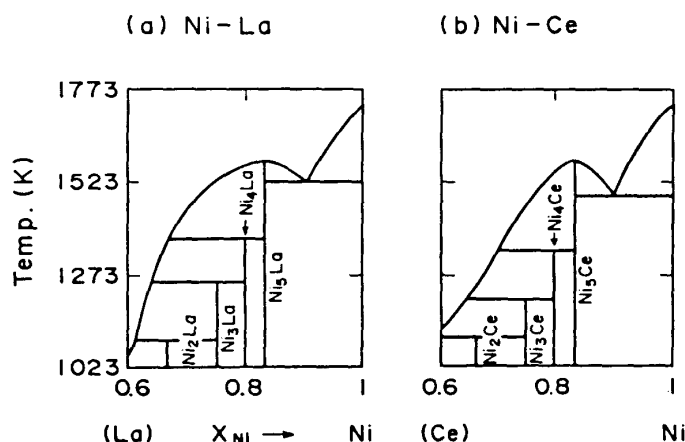 (a) Ni-La
(b) Ni-Ce
Temp. (K)
1773
1523
1273
1023
Ni2La
Ni3La
Ni4La
Ni5La
Ni2Ce
Ni3Ce
Ni4Ce
Ni5Ce
0.6 0.8 1
0.6 0.8 1
(La) XNi → Ni
(Ce) Ni